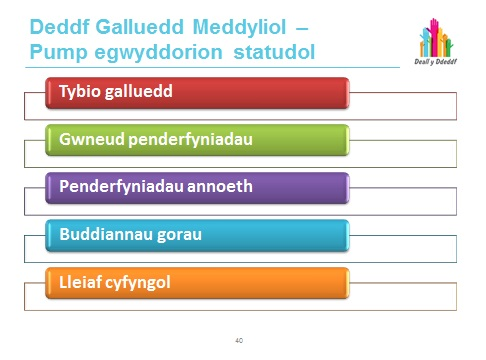 Deddf Galluedd Meddyliol –
Pump egwyddorion statudol
Deall y Ddeddf
Tybio galluedd
Gwneud penderfyniadau
Penderfyniadau annoeth
Buddiannau gorau
Lleiaf cyfyngol
40